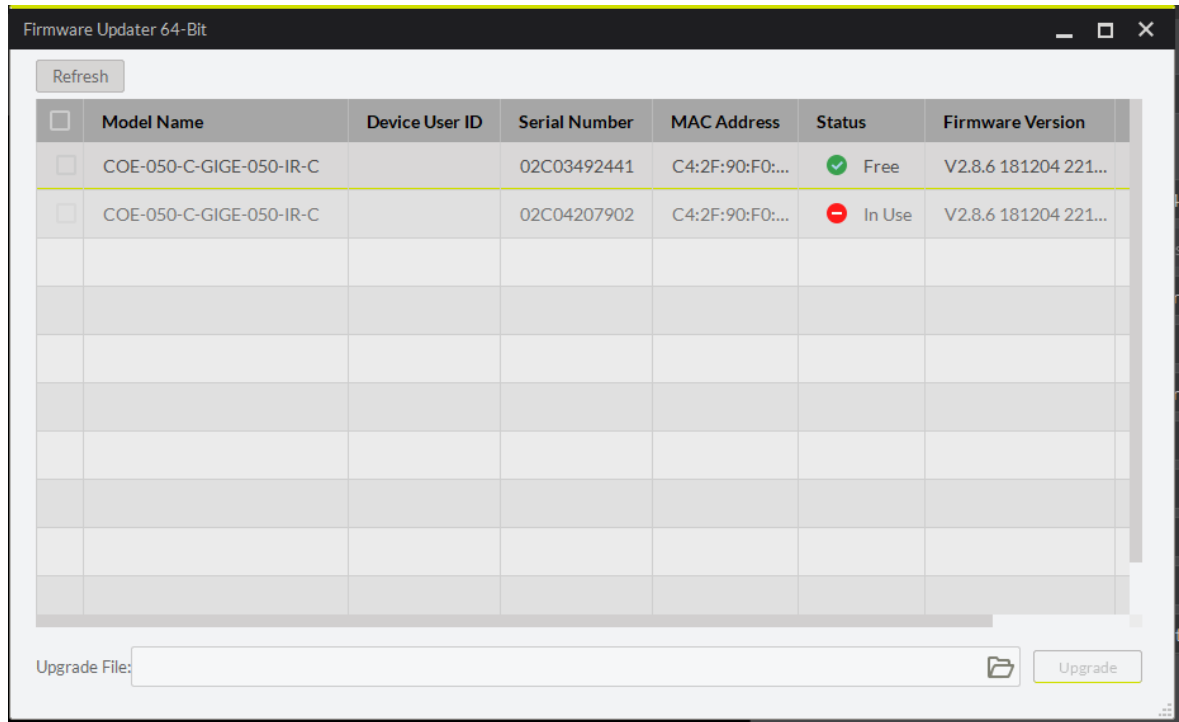 Firmware Updater 64-Bit
Refresh
Model Name Device User ID Serial Number MAC Address Status Firmware Version
COE-050-C-GIGE-050-IR-C 02C03492441 C4:2F:90:F0:... Free V2.8.6 181204 221...
COE-050-C-GIGE-050-IR-C 02C04207902 C4:2F:90:F0:... In Use V2.8.6 181204 221...
Upgrade File: Upgrade